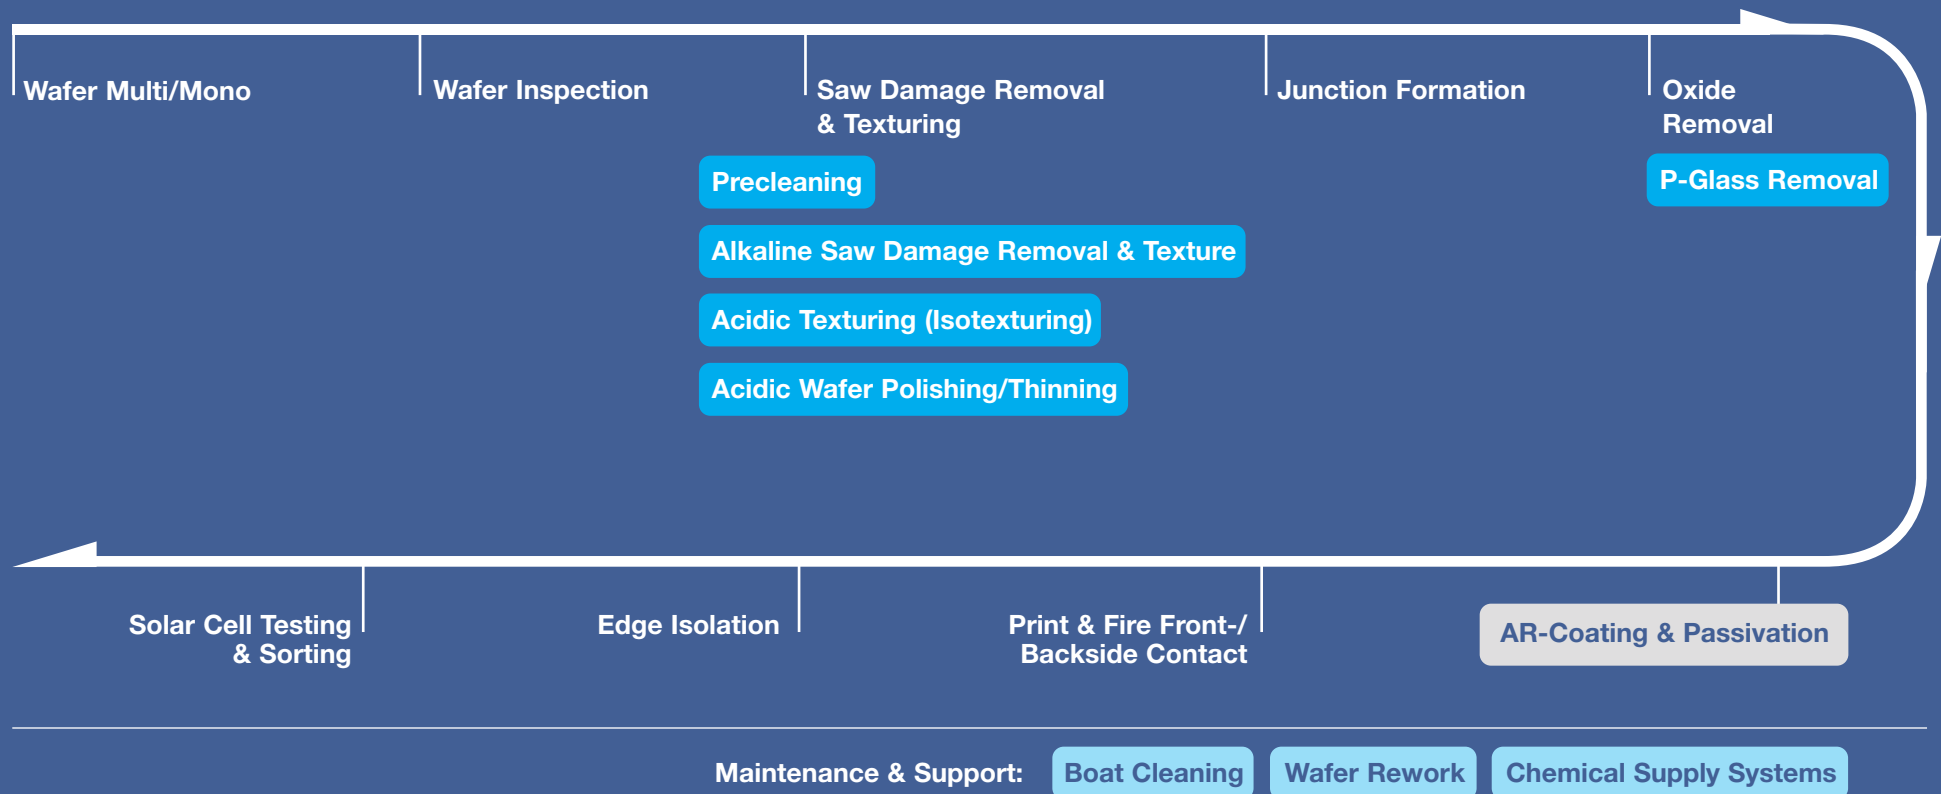 Wafer Multi/Mono
Wafer Inspection
Saw Damage Removal
& Texturing
Precleaning
Alkaline Saw Damage Removal & Texture
Acidic Texturing (Isotexturing)
Acidic Wafer Polishing/Thinning
Junction Formation
Oxide
Removal
P-Glass Removal
AR-Coating & Passivation
Print & Fire Front-/
Backside Contact
Edge Isolation
Solar Cell Testing
& Sorting
Maintenance & Support:
Boat Cleaning
Wafer Rework
Chemical Supply Systems